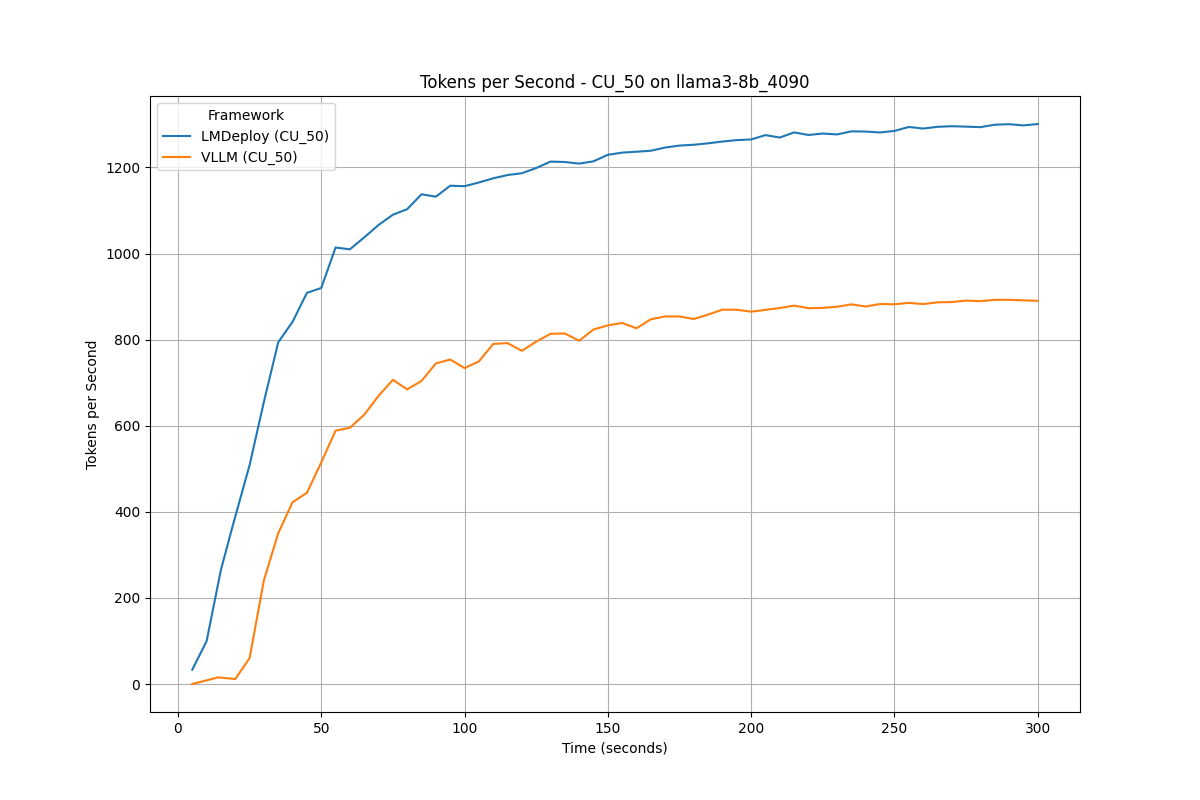 Tokens per Second - CU_50 on llama3-8b_4090
Framework
LMDeploy (CU_50)
VLLM (CU_50)
Tokens per Second
1200
1000
800
600
400
200
0
0 50 100 150 200 250 300
Time (seconds)